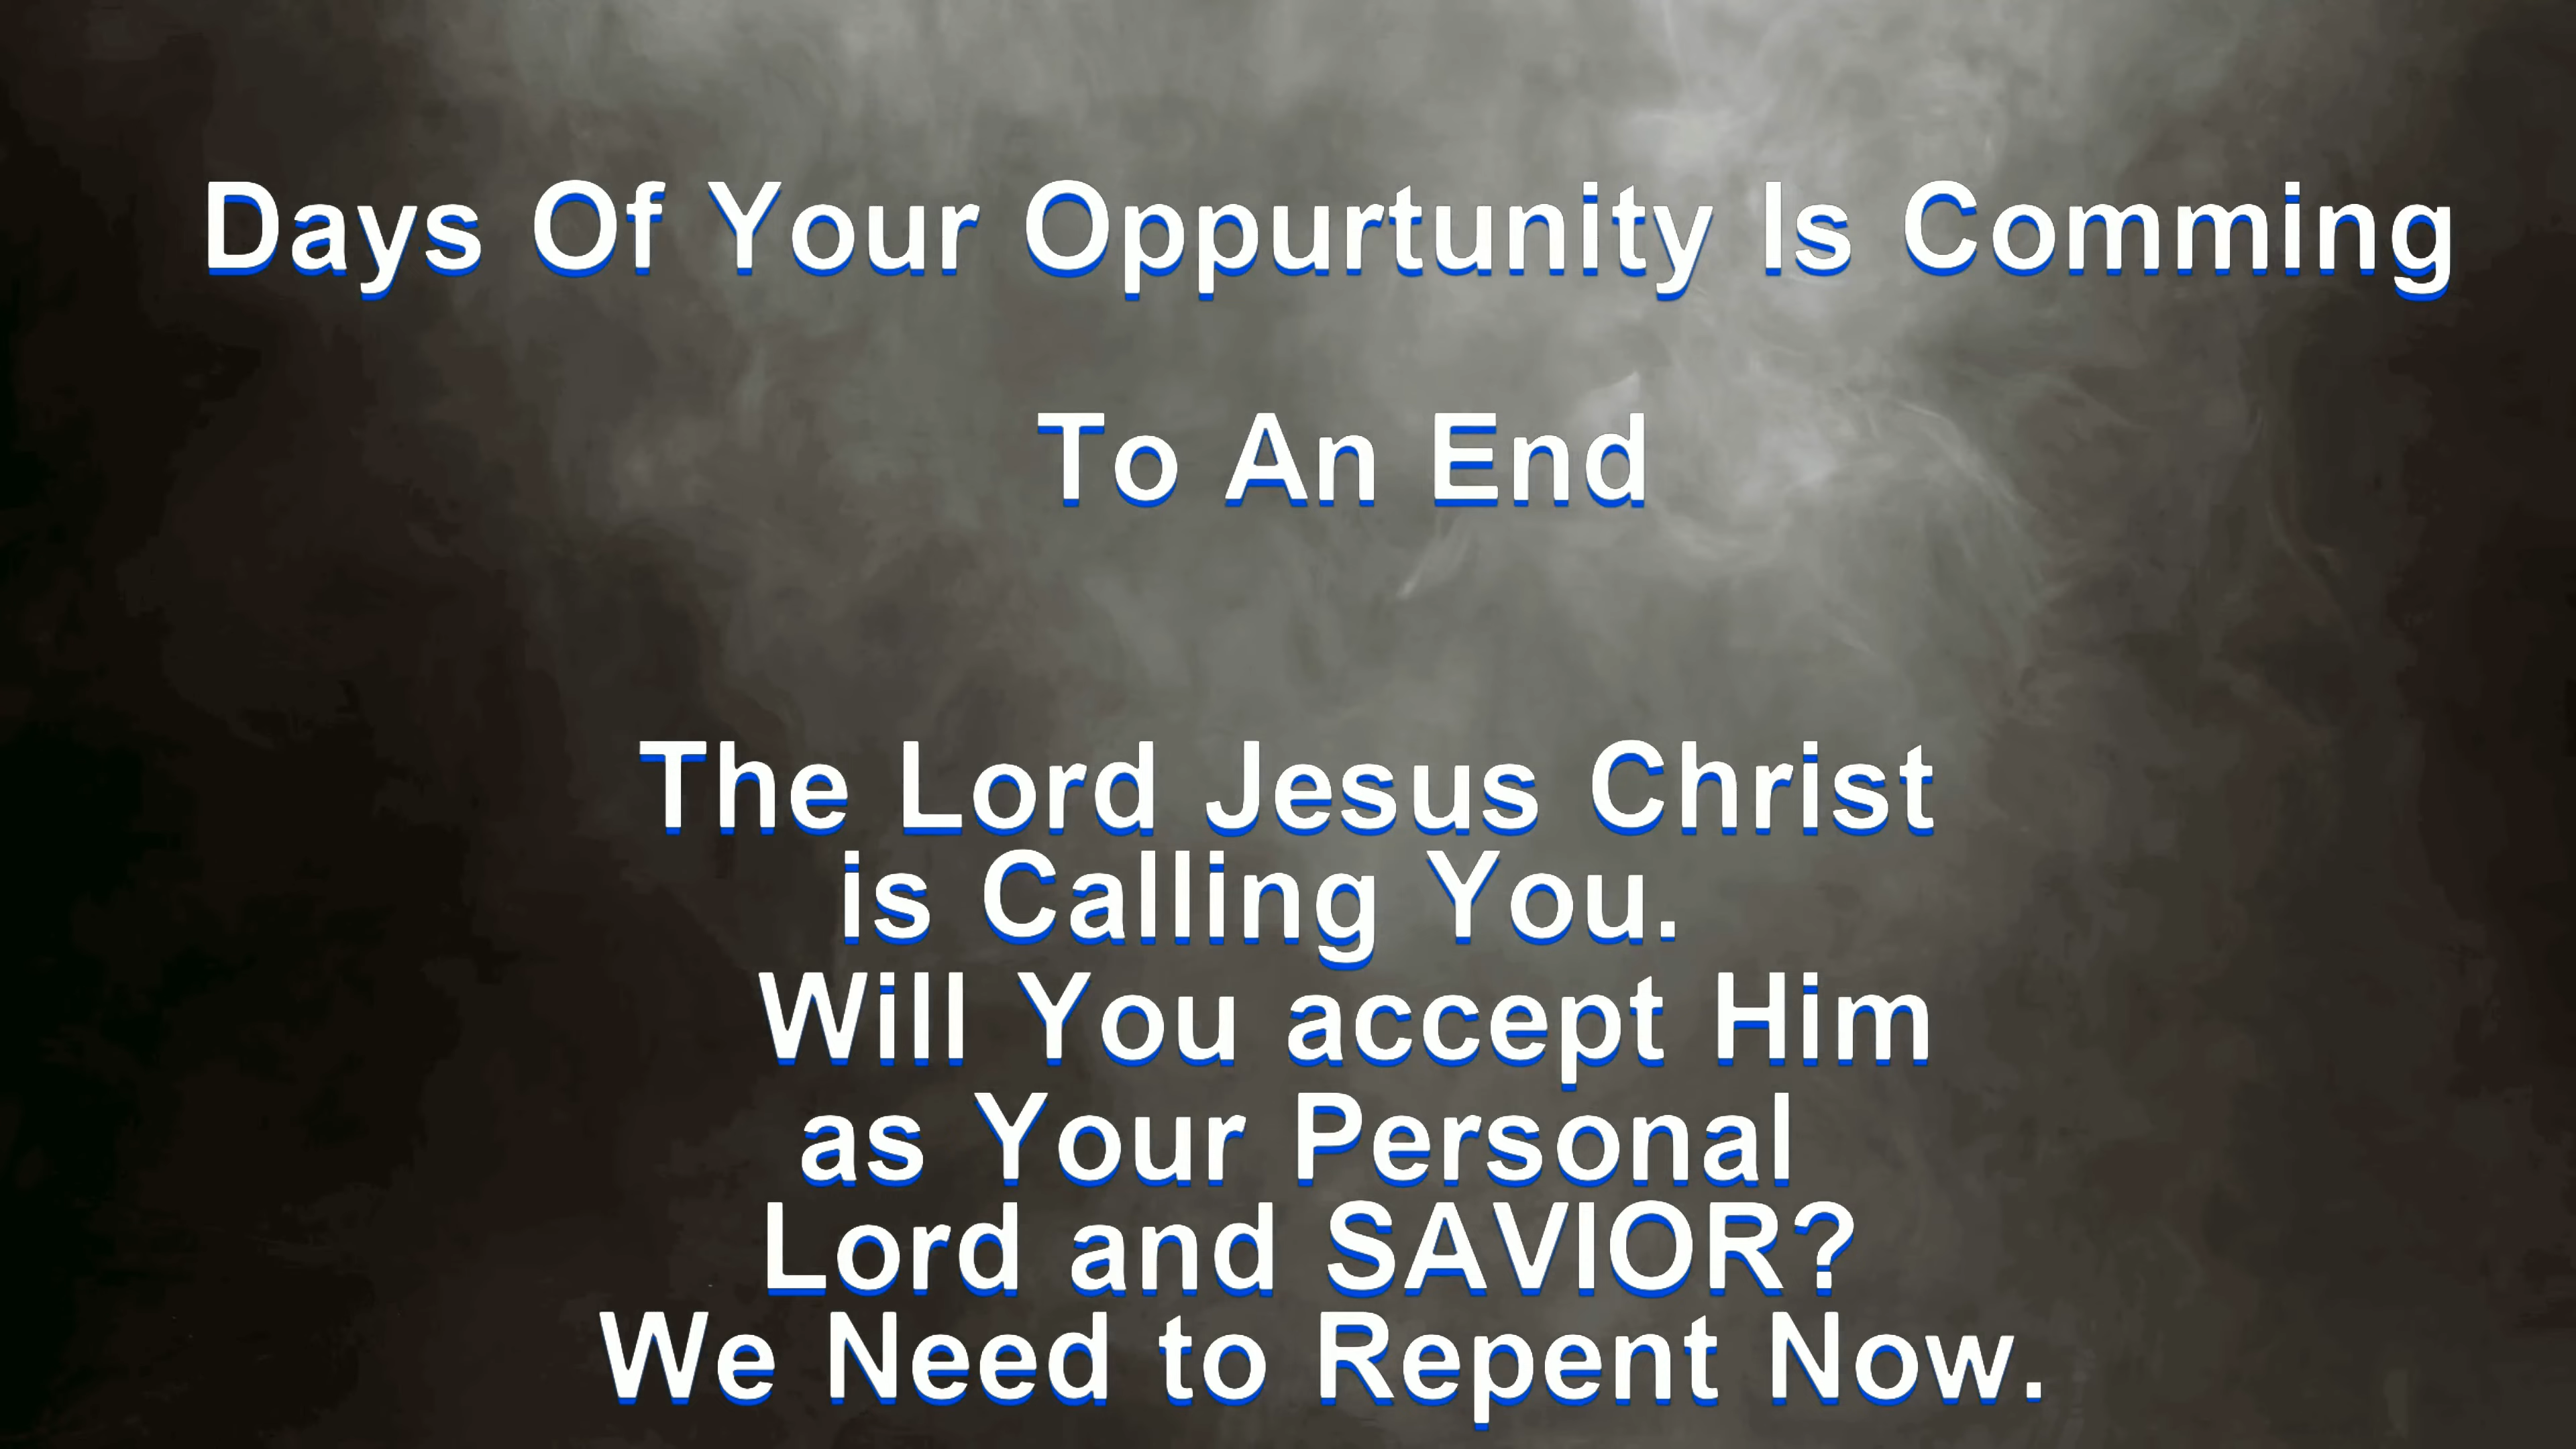 Days Of Your Oppurtunity Is Comming
To An End
The Lord Jesus Christ
is Calling You.
Will You accept Him
as Your Personal
Lord and SAVIOR?
We Need to Repent Now.